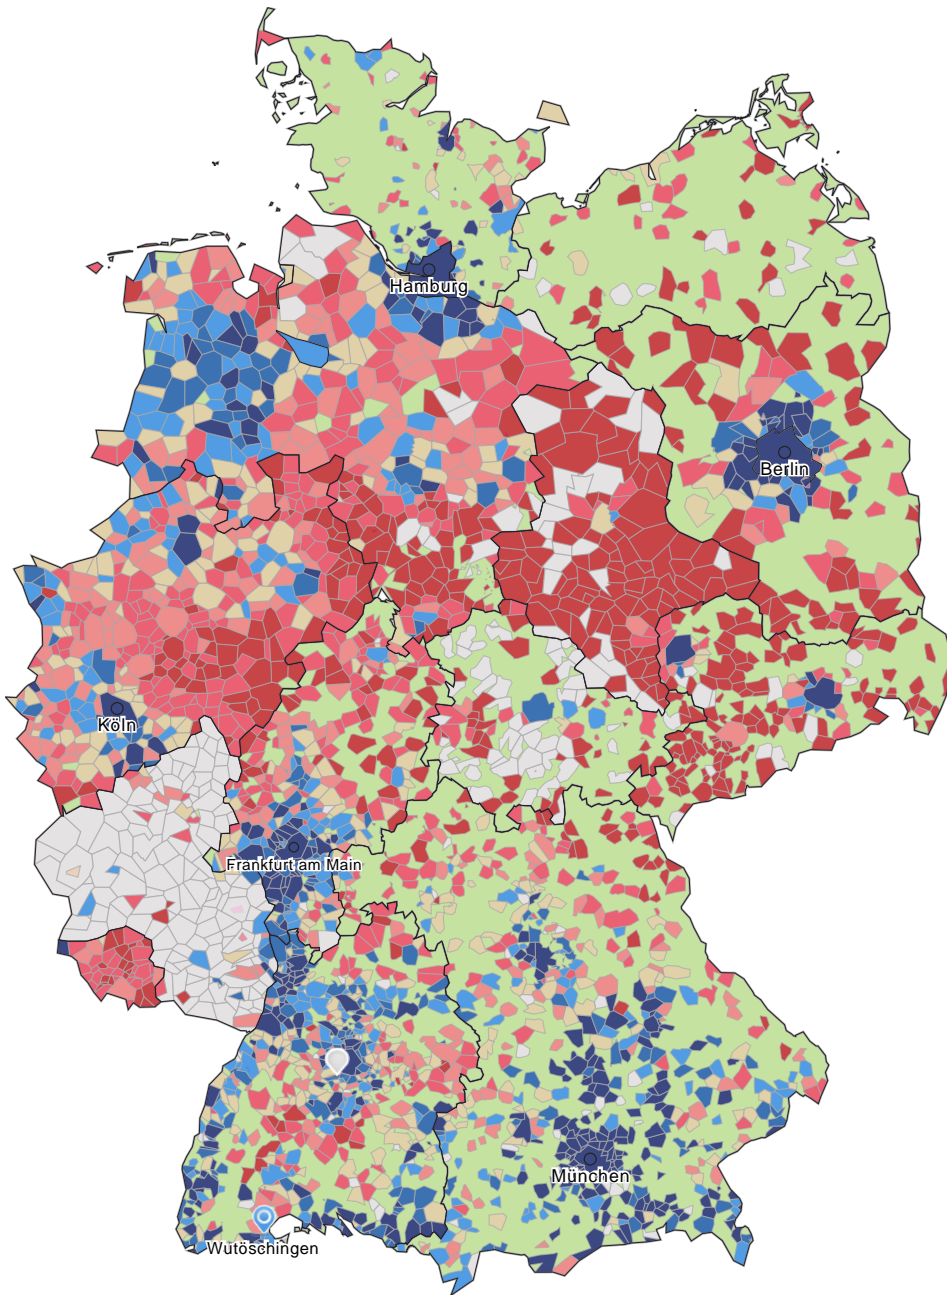 Hamburg
Berlin
Köln
Frankfurt am Main
München
Wutöschingen